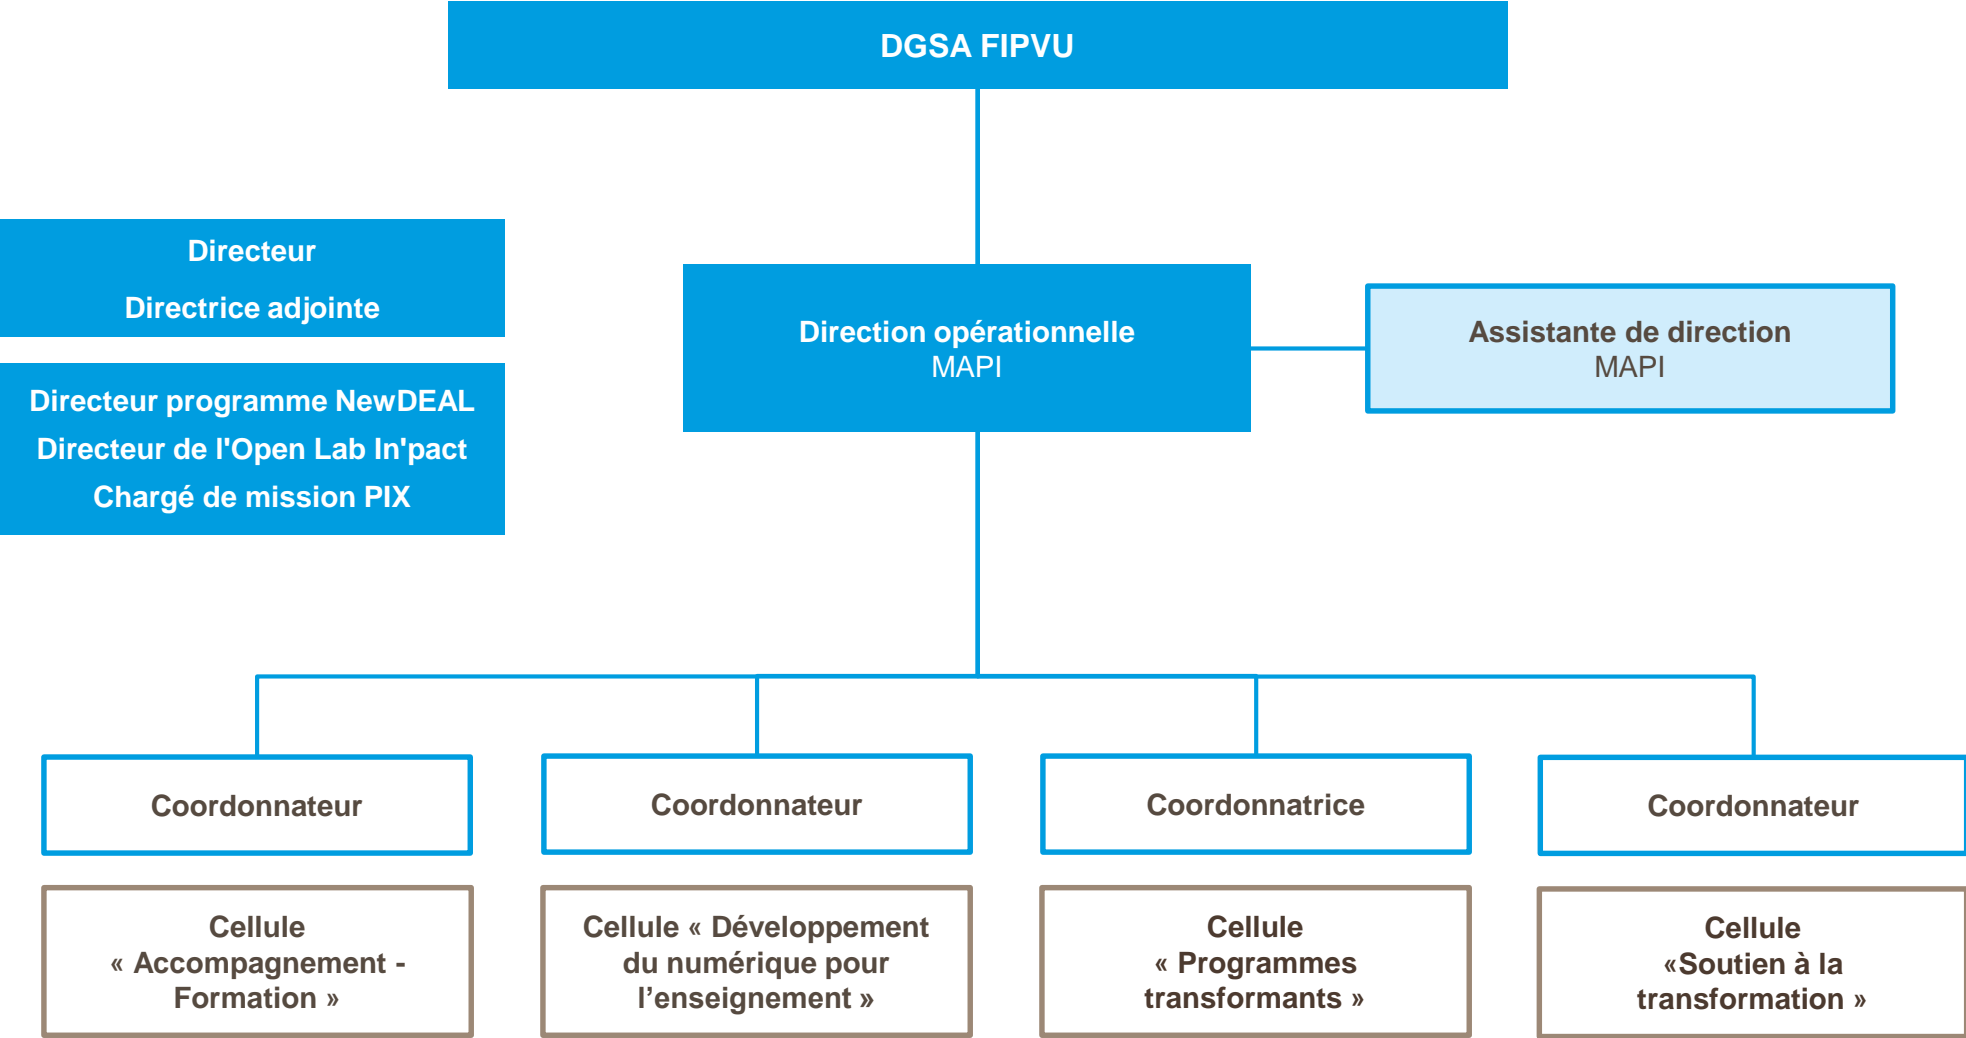 DGSA FIPVU
Directeur
Directrice adjointe
Directeur programme NewDEAL
Directeur de l'Open Lab In'pact
Chargé de mission PIX
Direction opérationnelle
MAPI
Assistante de direction
MAPI
Coordonnateur
Coordonnateur
Coordonnatrice
Coordonnateur
Cellule
« Accompagnement -
Formation »
Cellule « Développement
du numérique pour
l’enseignement »
Cellule
« Programmes
transformants »
Cellule
«Soutien à la
transformation »